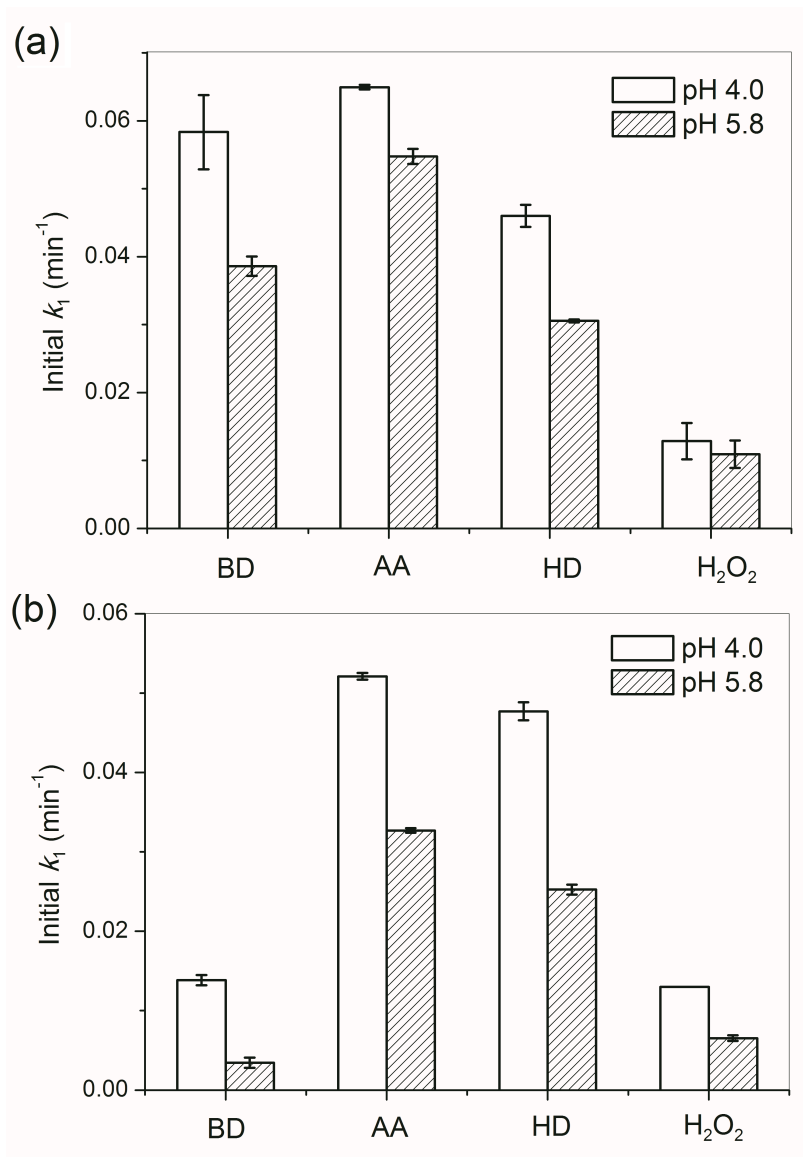 (a)
pH 4.0
pH 5.8
0.06
0.04
0.02
0.00
Initial k₁ (min⁻¹)
BD AA HD H₂O₂
(b)
0.06
pH 4.0
pH 5.8
0.04
0.02
0.00
Initial k₁ (min⁻¹)
BD AA HD H₂O₂